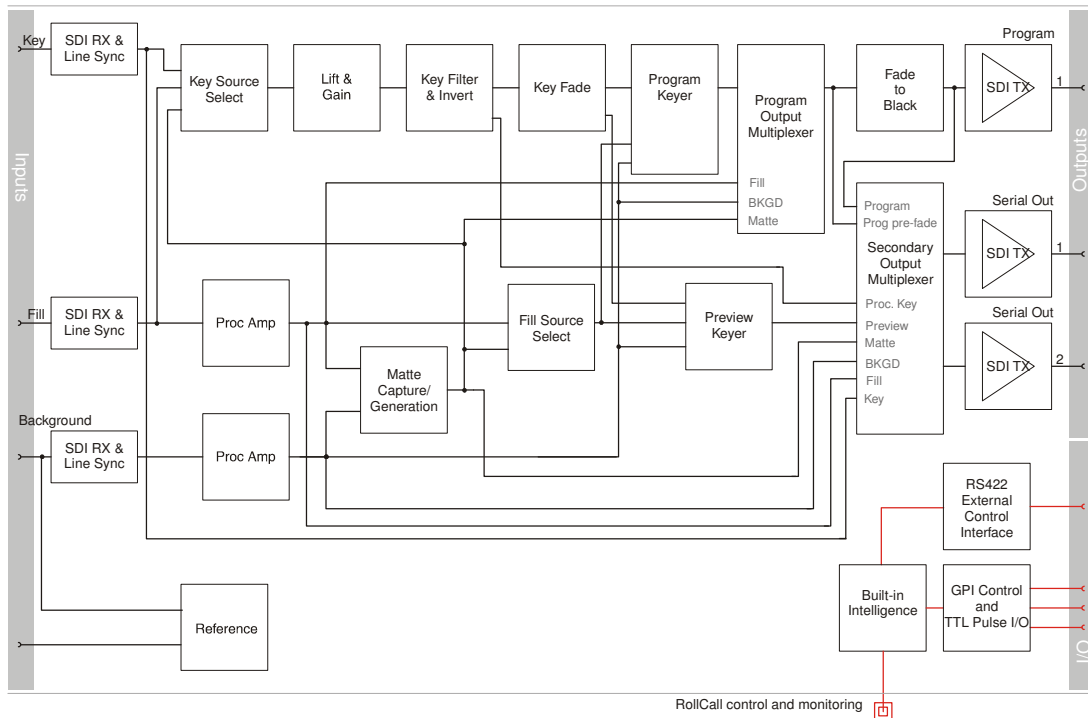 Inputs
Outputs
I/O
Key
SDI RX &
Line Sync
Key Source
Select
Lift &
Gain
Key Filter
& Invert
Key Fade
Program
Keyer
Program
Output
Multiplexer
Fill
BKGD
Matte
Fade
to
Black
Program
SDI TX
1
Program
Prog pre-fade
Secondary
Output
Multiplexer
Proc. Key
Preview
Matte
BKGD
Fill
Key
Serial Out
SDI TX
1
Serial Out
SDI TX
2
Fill
SDI RX &
Line Sync
Proc Amp
Fill Source
Select
Preview
Keyer
Matte
Capture/
Generation
Background
SDI RX &
Line Sync
Proc Amp
Reference
RS422
External
Control
Interface
Built-in
Intelligence
GPI Control
and
TTL Pulse I/O
RollCall control and monitoring